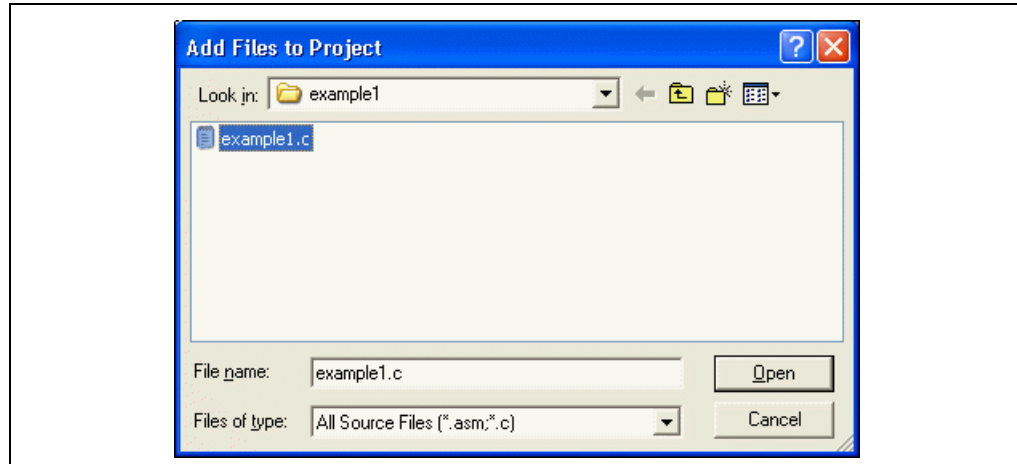 Add Files to Project
Look in: example1
example1.c
File name: example1.c Open
Files of type: All Source Files (*.asm;*.c) Cancel